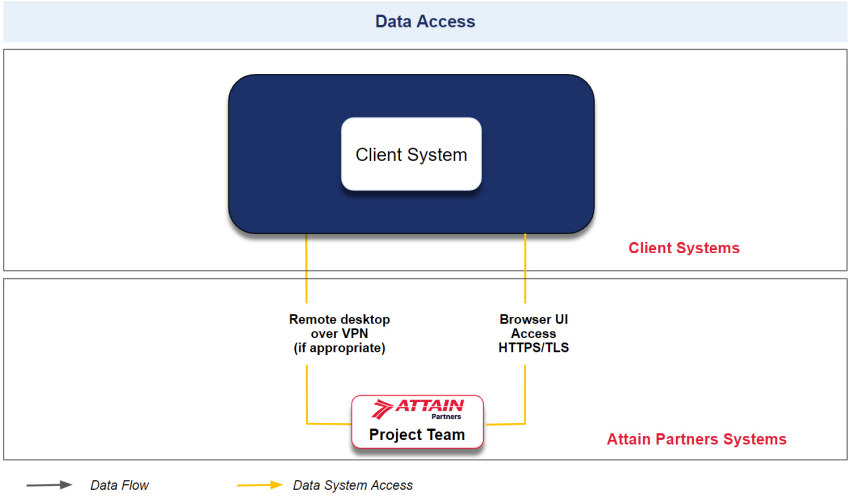 Data Access
Client System
Client Systems
Remote desktop
over VPN
(if appropriate)
Browser UI
Access
HTTPS/TLS
ATTAIN
Partners
Project Team
Attain Partners Systems
Data Flow
Data System Access